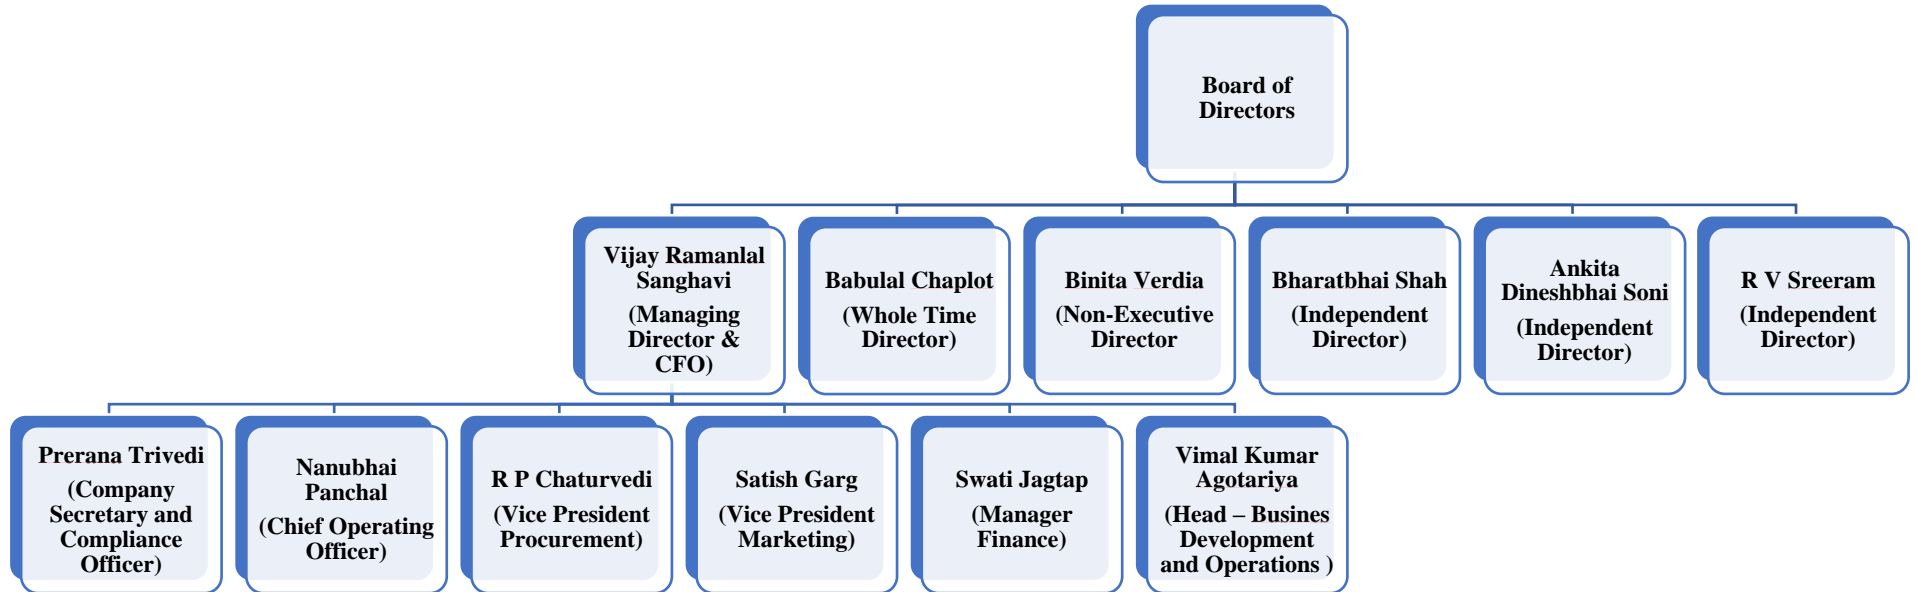 Board of
Directors
Vijay Ramanlal
Sanghavi
(Managing
Director &
CFO)
Babulal Chaplot
(Whole Time
Director)
Binita Verdia
(Non-Executive
Director
Bharatbhai Shah
(Independent
Director)
Ankita
Dineshbhai Soni
(Independent
Director)
R V Sreeram
(Independent
Director)
Prerana Trivedi
(Company
Secretary and
Compliance
Officer)
Nanubhai
Panchal
(Chief Operating
Officer)
R P Chaturvedi
(Vice President
Procurement)
Satish Garg
(Vice President
Marketing)
Swati Jagtap
(Manager
Finance)
Vimal Kumar
Agotariya
(Head – Busines
Development
and Operations )